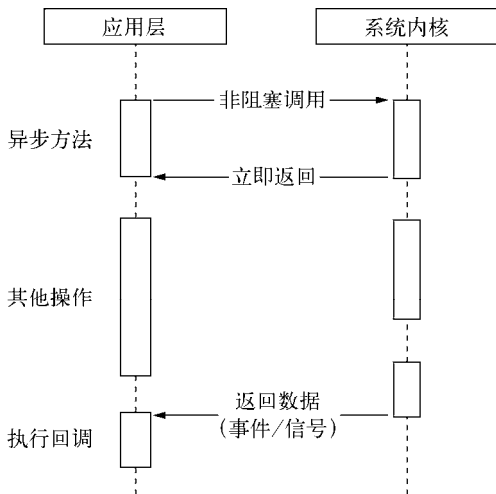 应用层
系统内核
非阻塞调用
异步方法
立即返回
其他操作
返回数据
(事件/信号)
执行回调